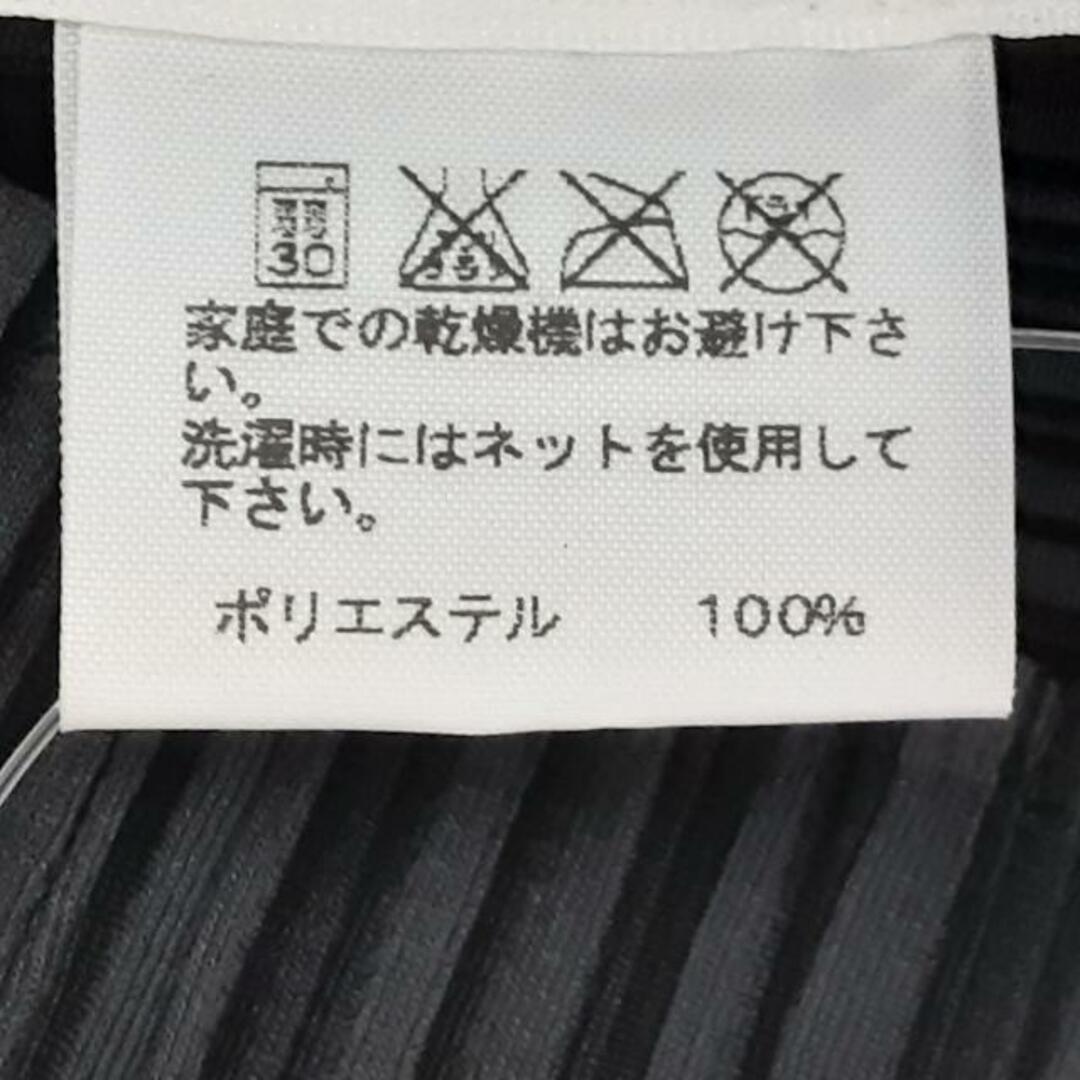 30
家庭での乾燥機はお避け下さ
い。
洗濯時にはネットを使用して
下さい。
ポリエステル 100%